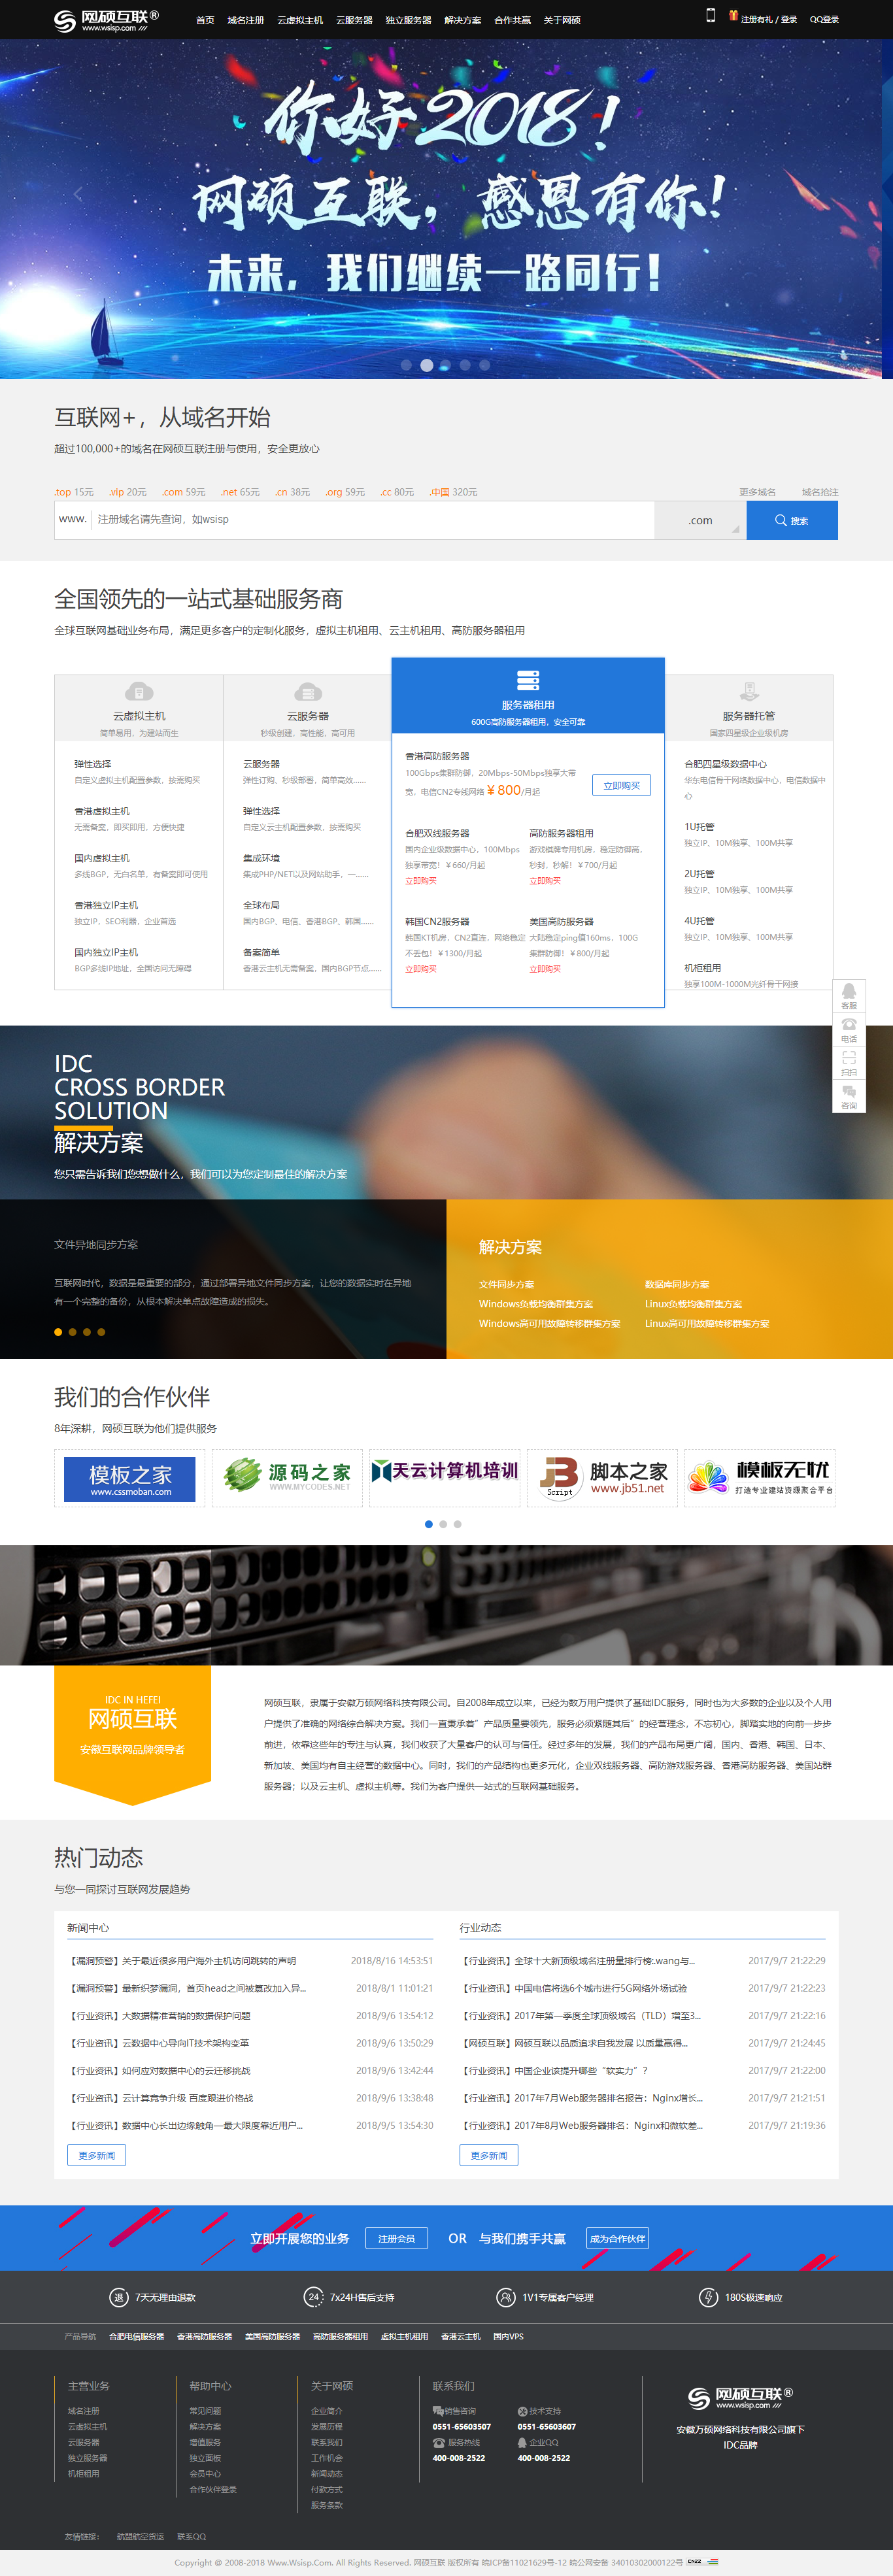 网硕互联®
www.wsisp.com
首页 域名注册 云虚拟主机 云服务器 独立服务器 解决方案 合作共赢 关于网硕
注册有礼 / 登录 QQ登录
你好2018！
网硕互联，感恩有你！
未来，我们继续一路同行！
互联网+，从域名开始
超过100,000+的域名在网硕互联注册与使用，安全更放心
.top 15元 .vip 20元 .com 59元 .net 65元 .cn 38元 .org 59元 .cc 80元 .中国 320元 更多域名 域名抢注
www. 注册域名请先查询，如wsisp .com 搜索
全国领先的一站式基础服务商
全球互联网基础业务布局，满足更多客户的定制化服务，虚拟主机租用、云主机租用、高防服务器租用
云虚拟主机
简单易用，为建站而生
弹性选择
自定义虚拟主机配置参数，按需购买
香港虚拟主机
无需备案，即买即用，方便快捷
国内虚拟主机
多线BGP，无白名单，有备案即可使用
香港独立IP主机
独立IP、SEO利器，企业首选
国内独立IP主机
BGP多线IP地址，全国访问无障碍
云服务器
秒级创建，高性能，高可用
云服务器
弹性订购、秒级部署，简单高效......
弹性选择
自定义云主机配置参数，按需购买
集成环境
集成PHP/NET以及网站助手，一......
全球布局
国内BGP，电信，香港BGP，韩国......
备案简单
香港云主机无需备案，国内BGP节点......
服务器租用
600G高防服务器租用，安全可靠
香港高防服务器
100Gbps集群防御，20Mbps-50Mbps独享大带
宽，电信CN2专线网络 ￥800/月起
立即购买
合肥双线服务器
国内企业级数据中心，100Mbps
独享带宽！￥660/月起
立即购买
高防服务器租用
游戏棋牌专用机房，稳定防御高，
秒封，秒解！￥700/月起
立即购买
韩国CN2服务器
韩国KT机房，CN2直连，网络稳定
不丢包！￥1300/月起
立即购买
美国高防服务器
大陆稳定ping值160ms，100G
集群防御！￥800/月起
立即购买
服务器托管
国家四星级企业级机房
合肥四星级数据中心
华东电信骨干网络数据中心，电信数据中
心
1U托管
独立IP、10M独享、100M共享
2U托管
独立IP、10M独享、100M共享
4U托管
独立IP、10M独享、100M共享
机柜租用
独享100M-1000M光纤骨干网接
客服
电话
扫扫
咨询
IDC
CROSS BORDER
SOLUTION
解决方案
您只需告诉我们您想做什么，我们可以为您定制最佳的解决方案
文件异地同步方案
互联网时代，数据是最重要的部分，通过部署异地文件同步方案，让您的数据实时在异地
有一个完整的备份，从根本解决单点故障造成的损失。
解决方案
文件同步方案 数据库同步方案
Windows负载均衡群集方案 Linux负载均衡群集方案
Windows高可用故障转移群集方案 Linux高可用故障转移群集方案
我们的合作伙伴
8年深耕，网硕互联为他们提供服务
模板之家
www.cssmoban.com
源码之家
WWW.MYCODES.NET
天云计算机培训
JB
Script
脚本之家
www.jb51.net
模板无忧
打造专业建站资源聚合平台
IDC IN HEFEI
网硕互联
安徽互联网品牌领导者
网硕互联，隶属于安徽万硕网络科技有限公司。自2008年成立以来，已经为数万用户提供了基础IDC服务，同时也为大多数的企业以及个人用
户提供了准确的网络综合解决方案。我们一直秉承着”产品质量要领先，服务必须紧随其后”的经营理念，不忘初心，脚踏实地的向前一步步
前进，依靠这些年的专注与认真，我们收获了大量客户的认可与信任。经过多年的发展，我们的产品布局更广阔，国内、香港、韩国、日本、
新加坡、美国均有自主经营的数据中心。同时，我们的产品结构也更多元化，企业双线服务器、高防游戏服务器、香港高防服务器、美国站群
服务器；以及云主机、虚拟主机等。我们为客户提供一站式的互联网基础服务。
热门动态
与您一同探讨互联网发展趋势
新闻中心
【漏洞预警】关于最近很多用户海外主机访问跳转的声明 2018/8/16 14:53:51
【漏洞预警】最新织梦漏洞，首页head之间被篡改加入异... 2018/8/1 11:01:21
【行业资讯】大数据精准营销的数据保护问题 2018/9/6 13:54:12
【行业资讯】云数据中心导向IT技术架构变革 2018/9/6 13:50:29
【行业资讯】如何应对数据中心的云迁移挑战 2018/9/6 13:42:44
【行业资讯】云计算竞争升级 百度跟进价格战 2018/9/6 13:38:48
【行业资讯】数据中心长出边缘触角—最大限度靠近用户... 2018/9/5 13:54:30
更多新闻
行业动态
【行业资讯】全球十大新顶级域名注册量排行榜:.wang与... 2017/9/7 21:22:29
【行业资讯】中国电信将选6个城市进行5G网络外场试验 2017/9/7 21:22:23
【行业资讯】2017年第一季度全球顶级域名（TLD）增至3... 2017/9/7 21:22:16
【网硕互联】网硕互联以品质追求自我发展 以质量赢得... 2017/9/7 21:24:45
【行业资讯】中国企业该提升哪些“软实力”？ 2017/9/7 21:22:00
【行业资讯】2017年7月Web服务器排名报告：Nginx增长... 2017/9/7 21:21:51
【行业资讯】2017年8月Web服务器排名：Nginx和微软差... 2017/9/7 21:19:36
更多新闻
立即开展您的业务 注册会员 OR 与我们携手共赢 成为合作伙伴
退 7天无理由退款 24 7x24H售后支持 1V1专属客户经理 180S极速响应
产品导航 合肥电信服务器 香港高防服务器 美国高防服务器 高防服务器租用 虚拟主机租用 香港云主机 国内VPS
主营业务
域名注册
云虚拟主机
云服务器
独立服务器
机柜租用
帮助中心
常见问题
解决方案
增值服务
独立面板
会员中心
合作伙伴登录
关于网硕
企业简介
发展历程
联系我们
工作机会
新闻动态
付款方式
服务条款
联系我们
销售咨询 技术支持
0551-65603507 0551-65603607
服务热线 企业QQ
400-008-2522 400-008-2522
网硕互联®
www.wsisp.com
安徽万硕网络科技有限公司旗下
IDC品牌
友情链接： 航盟航空货运 联系QQ
Copyright @ 2008-2018 Www.Wsisp.Com. All Rights Reserved. 网硕互联 版权所有 皖ICP备11021629号-12 皖公网安备 34010302000122号 CNZZ